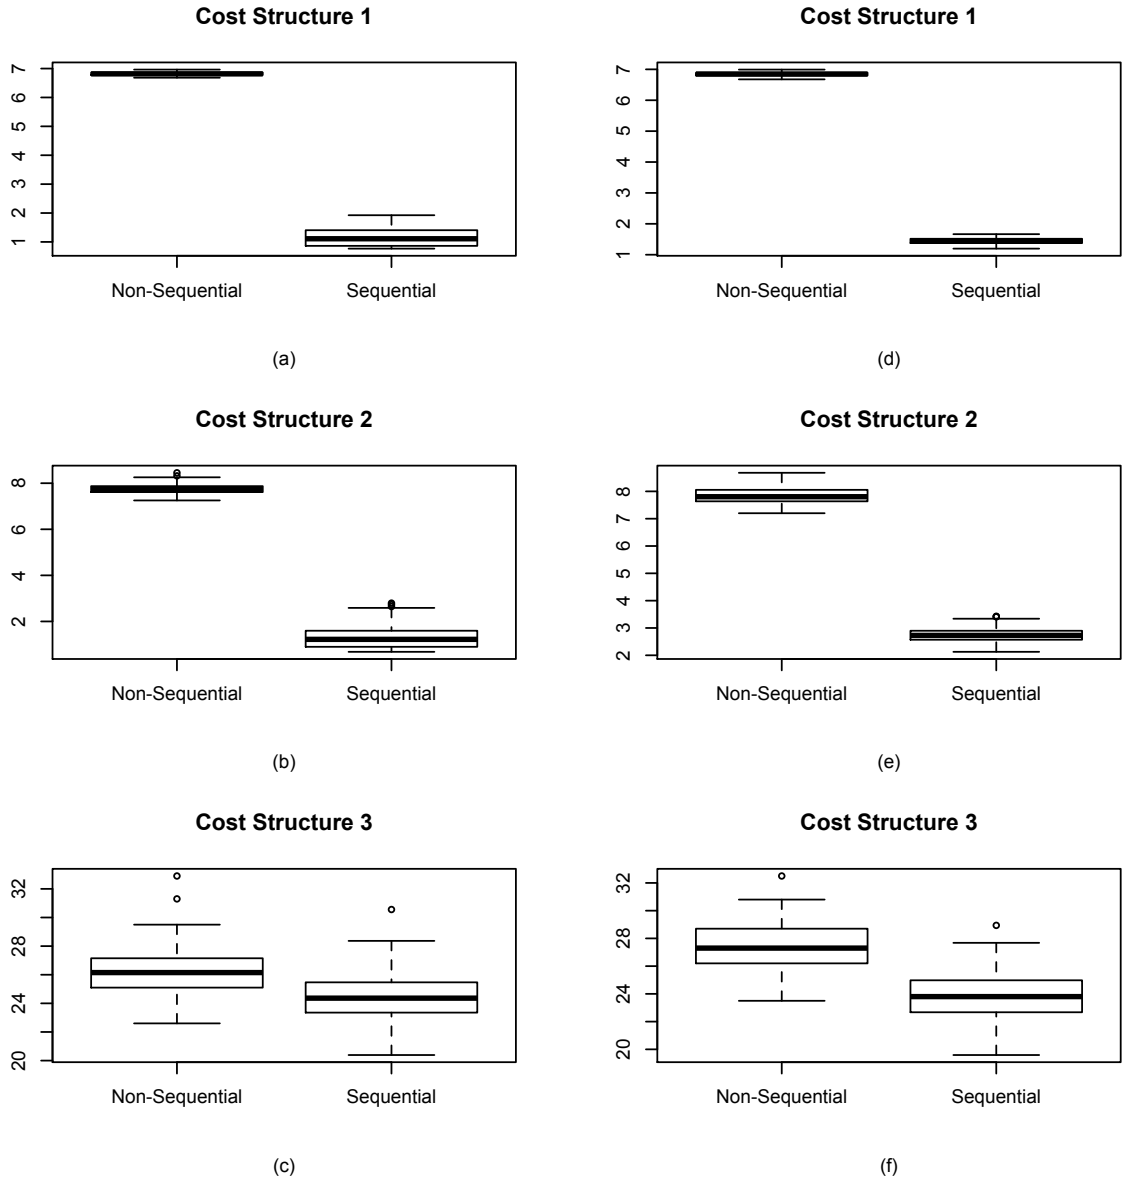 Cost Structure 1
7
6
5
4
3
2
1
Non-Sequential Sequential
(a)
Cost Structure 1
7
6
5
4
3
2
1
Non-Sequential Sequential
(d)
Cost Structure 2
8
6
4
2
Non-Sequential Sequential
(b)
Cost Structure 2
8
7
6
5
4
3
2
Non-Sequential Sequential
(e)
Cost Structure 3
32
28
24
20
Non-Sequential Sequential
(c)
Cost Structure 3
32
28
24
20
Non-Sequential Sequential
(f)